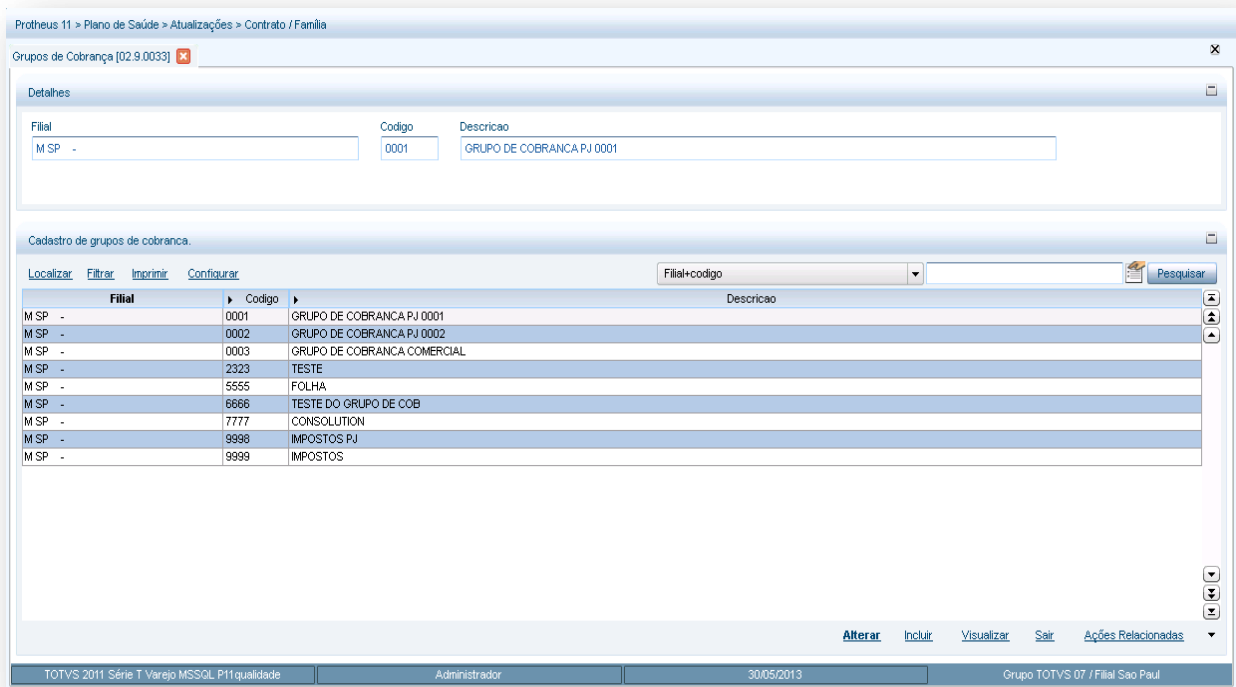 Protheus 11 > Plano de Saúde > Atualizações > Contrato / Família
Grupos de Cobrança [02.9.0033]
Detalhes
Filial Codigo Descricao
M SP - 0001 GRUPO DE COBRANCA PJ 0001
Cadastro de grupos de cobranca.
Localizar Filtrar Imprimir Configurar Filial+codigo Pesquisar
Filial Codigo Descricao
M SP - 0001 GRUPO DE COBRANCA PJ 0001
M SP - 0002 GRUPO DE COBRANCA PJ 0002
M SP - 0003 GRUPO DE COBRANCA COMERCIAL
M SP - 2323 TESTE
M SP - 5555 FOLHA
M SP - 6666 TESTE DO GRUPO DE COB
M SP - 7777 CONSOLUTION
M SP - 9998 IMPOSTOS PJ
M SP - 9999 IMPOSTOS
Alterar Incluir Visualizar Sair Ações Relacionadas
TOTVS 2011 Série T Varejo MSSQL P11qualidade Administrador 30/05/2013 Grupo TOTVS 07 / Filial Sao Paul